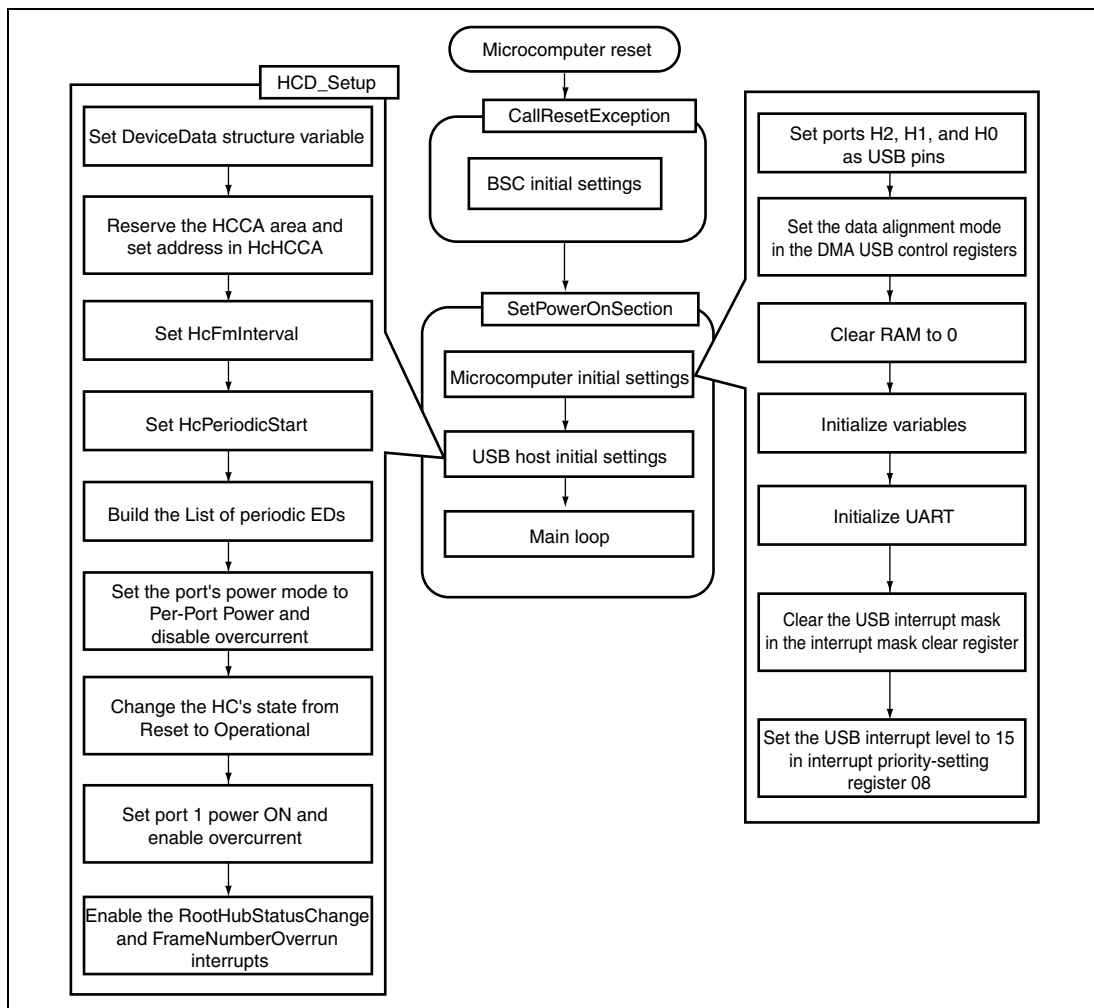 Microcomputer reset
CallResetException
BSC initial settings
SetPowerOnSection
Microcomputer initial settings
USB host initial settings
Main loop
HCD_Setup
Set DeviceData structure variable
Reserve the HCCA area and
set address in HcHCCA
Set HcFmInterval
Set HcPeriodicStart
Build the List of periodic EDs
Set the port's power mode to
Per-Port Power and
disable overcurrent
Change the HC's state from
Reset to Operational
Set port 1 power ON and
enable overcurrent
Enable the RootHubStatusChange
and FrameNumberOverrun
interrupts
Set ports H2, H1, and H0
as USB pins
Set the data alignment mode
in the DMA USB control registers
Clear RAM to 0
Initialize variables
Initialize UART
Clear the USB interrupt mask
in the interrupt mask clear register
Set the USB interrupt level to 15
in interrupt priority-setting
register 08